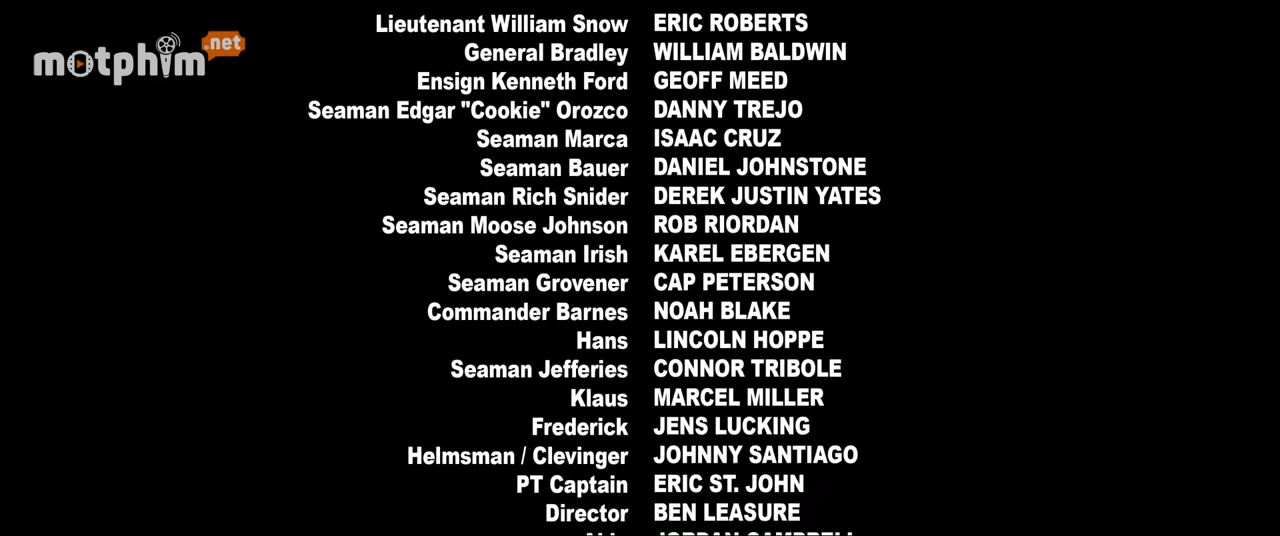 motphim.net
Lieutenant William Snow ERIC ROBERTS
General Bradley WILLIAM BALDWIN
Ensign Kenneth Ford GEOFF MEED
Seaman Edgar "Cookie" Orozco DANNY TREJO
Seaman Marca ISAAC CRUZ
Seaman Bauer DANIEL JOHNSTONE
Seaman Rich Snider DEREK JUSTIN YATES
Seaman Moose Johnson ROB RIORDAN
Seaman Irish KAREL EBERGEN
Seaman Grovener CAP PETERSON
Commander Barnes NOAH BLAKE
Hans LINCOLN HOPPE
Seaman Jefferies CONNOR TRIBOLE
Klaus MARCEL MILLER
Frederick JENS LUCKING
Helmsman / Clevinger JOHNNY SANTIAGO
PT Captain ERIC ST. JOHN
Director BEN LEASURE
JORDAN CAMPBELL